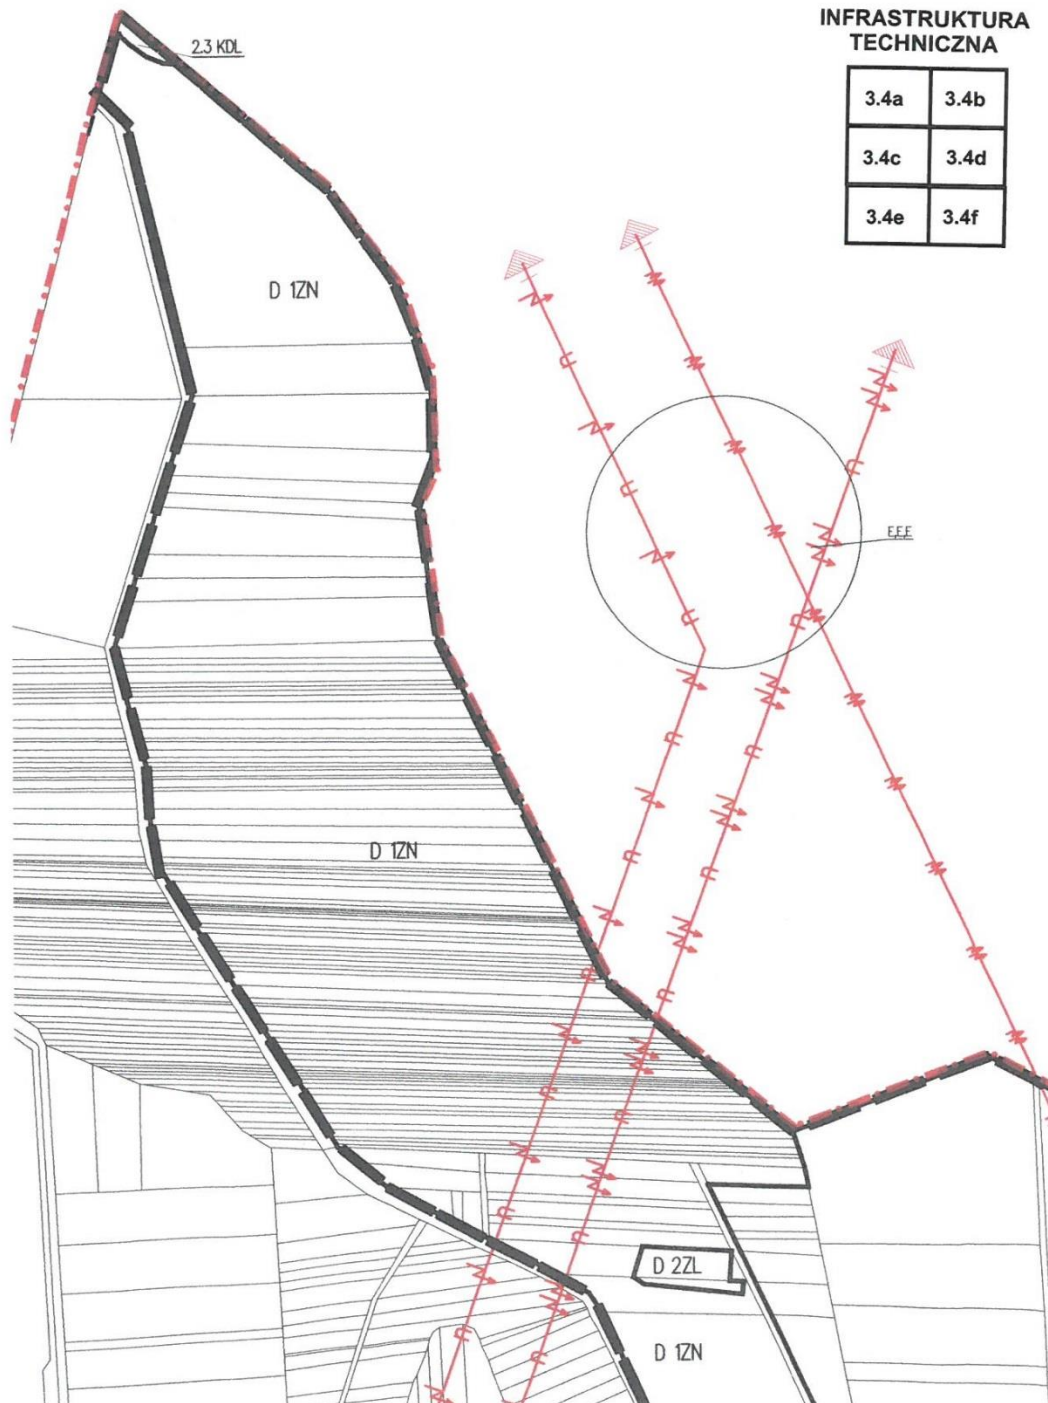 INFRASTRUKTURA
TECHNICZNA
3.4a 3.4b
3.4c 3.4d
3.4e 3.4f
2.3 KDL
D 1ZN
E,E,E
D 1ZN
D 2ZL
D 1ZN